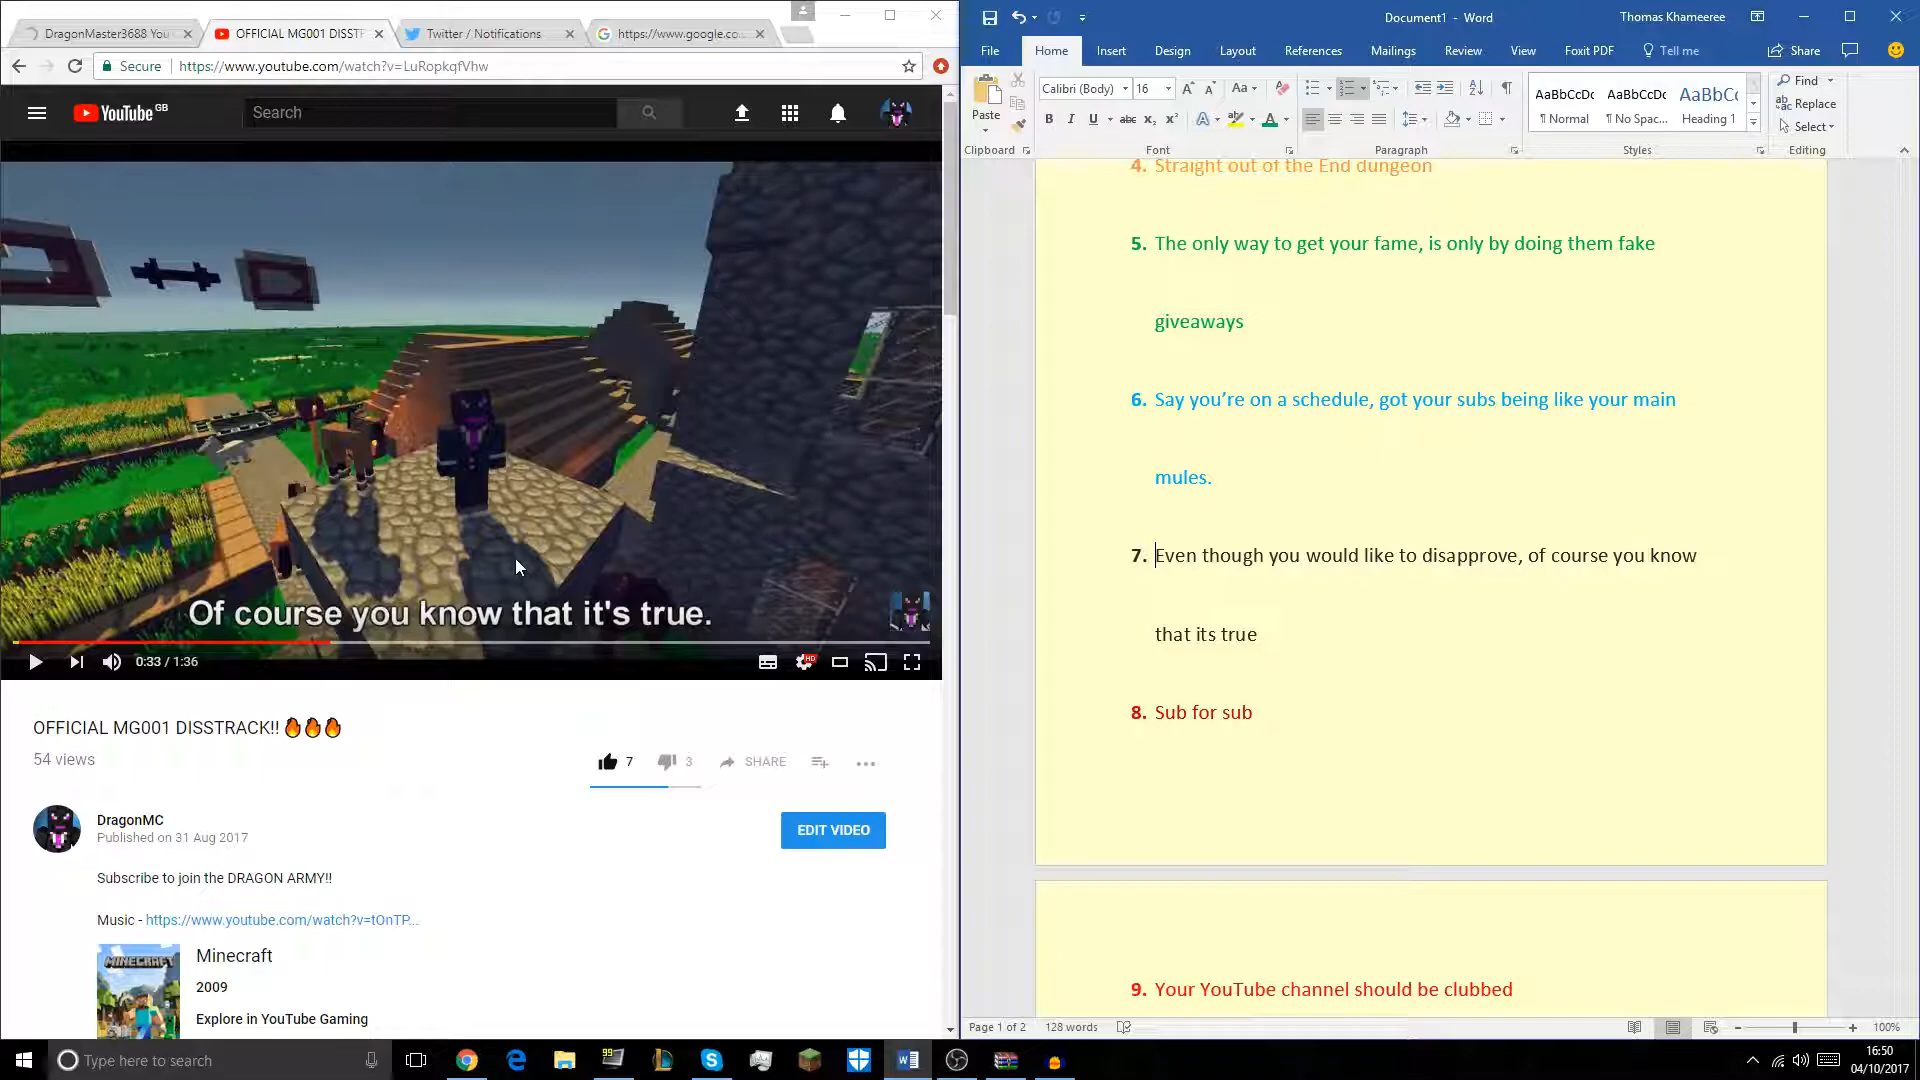 DragonMaster3688 You
OFFICIAL MG001 DISST
Twitter / Notifications
https://www.google.co...
Secure
https://www.youtube.com/watch?v=LuRopkqfVhw
YouTube GB
Search
Of course you know that it's true.
0:33 / 1:36
HD
OFFICIAL MG001 DISSTRACK!! 🔥🔥🔥
54 views
7
3
SHARE
DragonMC
Published on 31 Aug 2017
EDIT VIDEO
Subscribe to join the DRAGON ARMY!!
Music - https://www.youtube.com/watch?v=tOnTP...
MINECRAFT
Minecraft
2009
Explore in YouTube Gaming
Document1 - Word
Thomas Khameeree
File Home Insert Design Layout References Mailings Review View Foxit PDF Tell me Share
Paste
Clipboard
Calibri (Body) 16
Font
Paragraph
AaBbCcDc AaBbCcDc AaBbC
¶ Normal ¶ No Spac... Heading 1
Styles
Find
Replace
Select
Editing
4. Straight out of the End dungeon
5. The only way to get your fame, is only by doing them fake
giveaways
6. Say you're on a schedule, got your subs being like your main
mules.
7. Even though you would like to disapprove, of course you know
that its true
8. Sub for sub
9. Your YouTube channel should be clubbed
Page 1 of 2 128 words
100%
Type here to search
16:50
04/10/2017